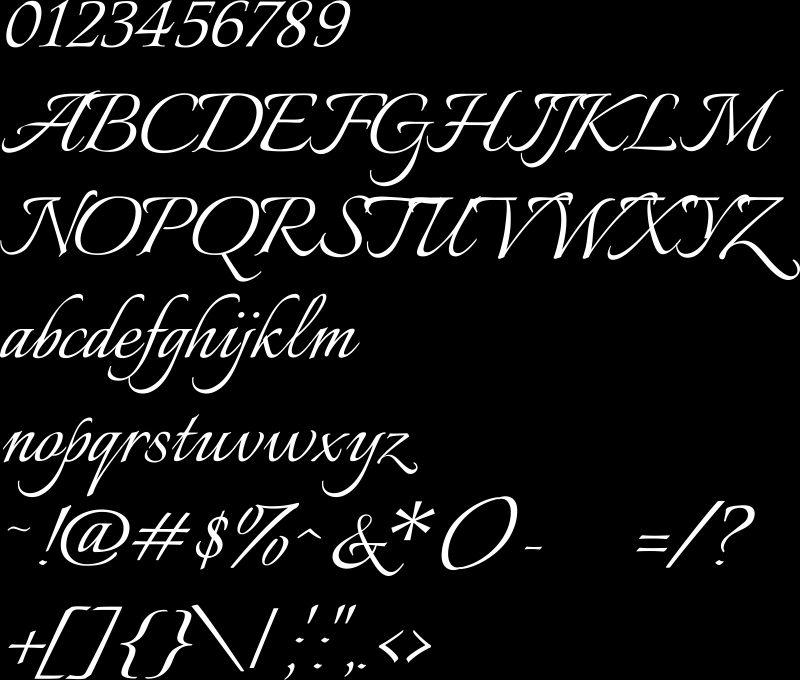 0123456789
ABCDEFGHIJKLM
NOPQRSTUVWXYZ
abcdefghijklm
nopqrstuvwxyz
~!@#$%^&*()- =/?
+[]{}\|;':",.<>